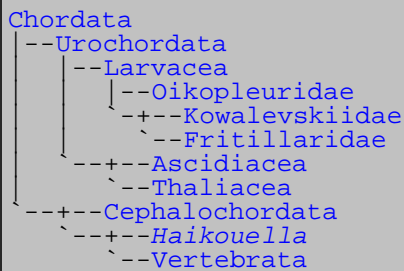 Chordata
|--Urochordata
|  |--Larvacea
|  |  |--Oikopleuridae
|  |  `-+--Kowalevskiidae
|  |    `--Fritillaridae
|  `--+--Ascidiacea
|     `--Thaliacea
`--+--Cephalochordata
   `--+--Haikouella
      `--Vertebrata